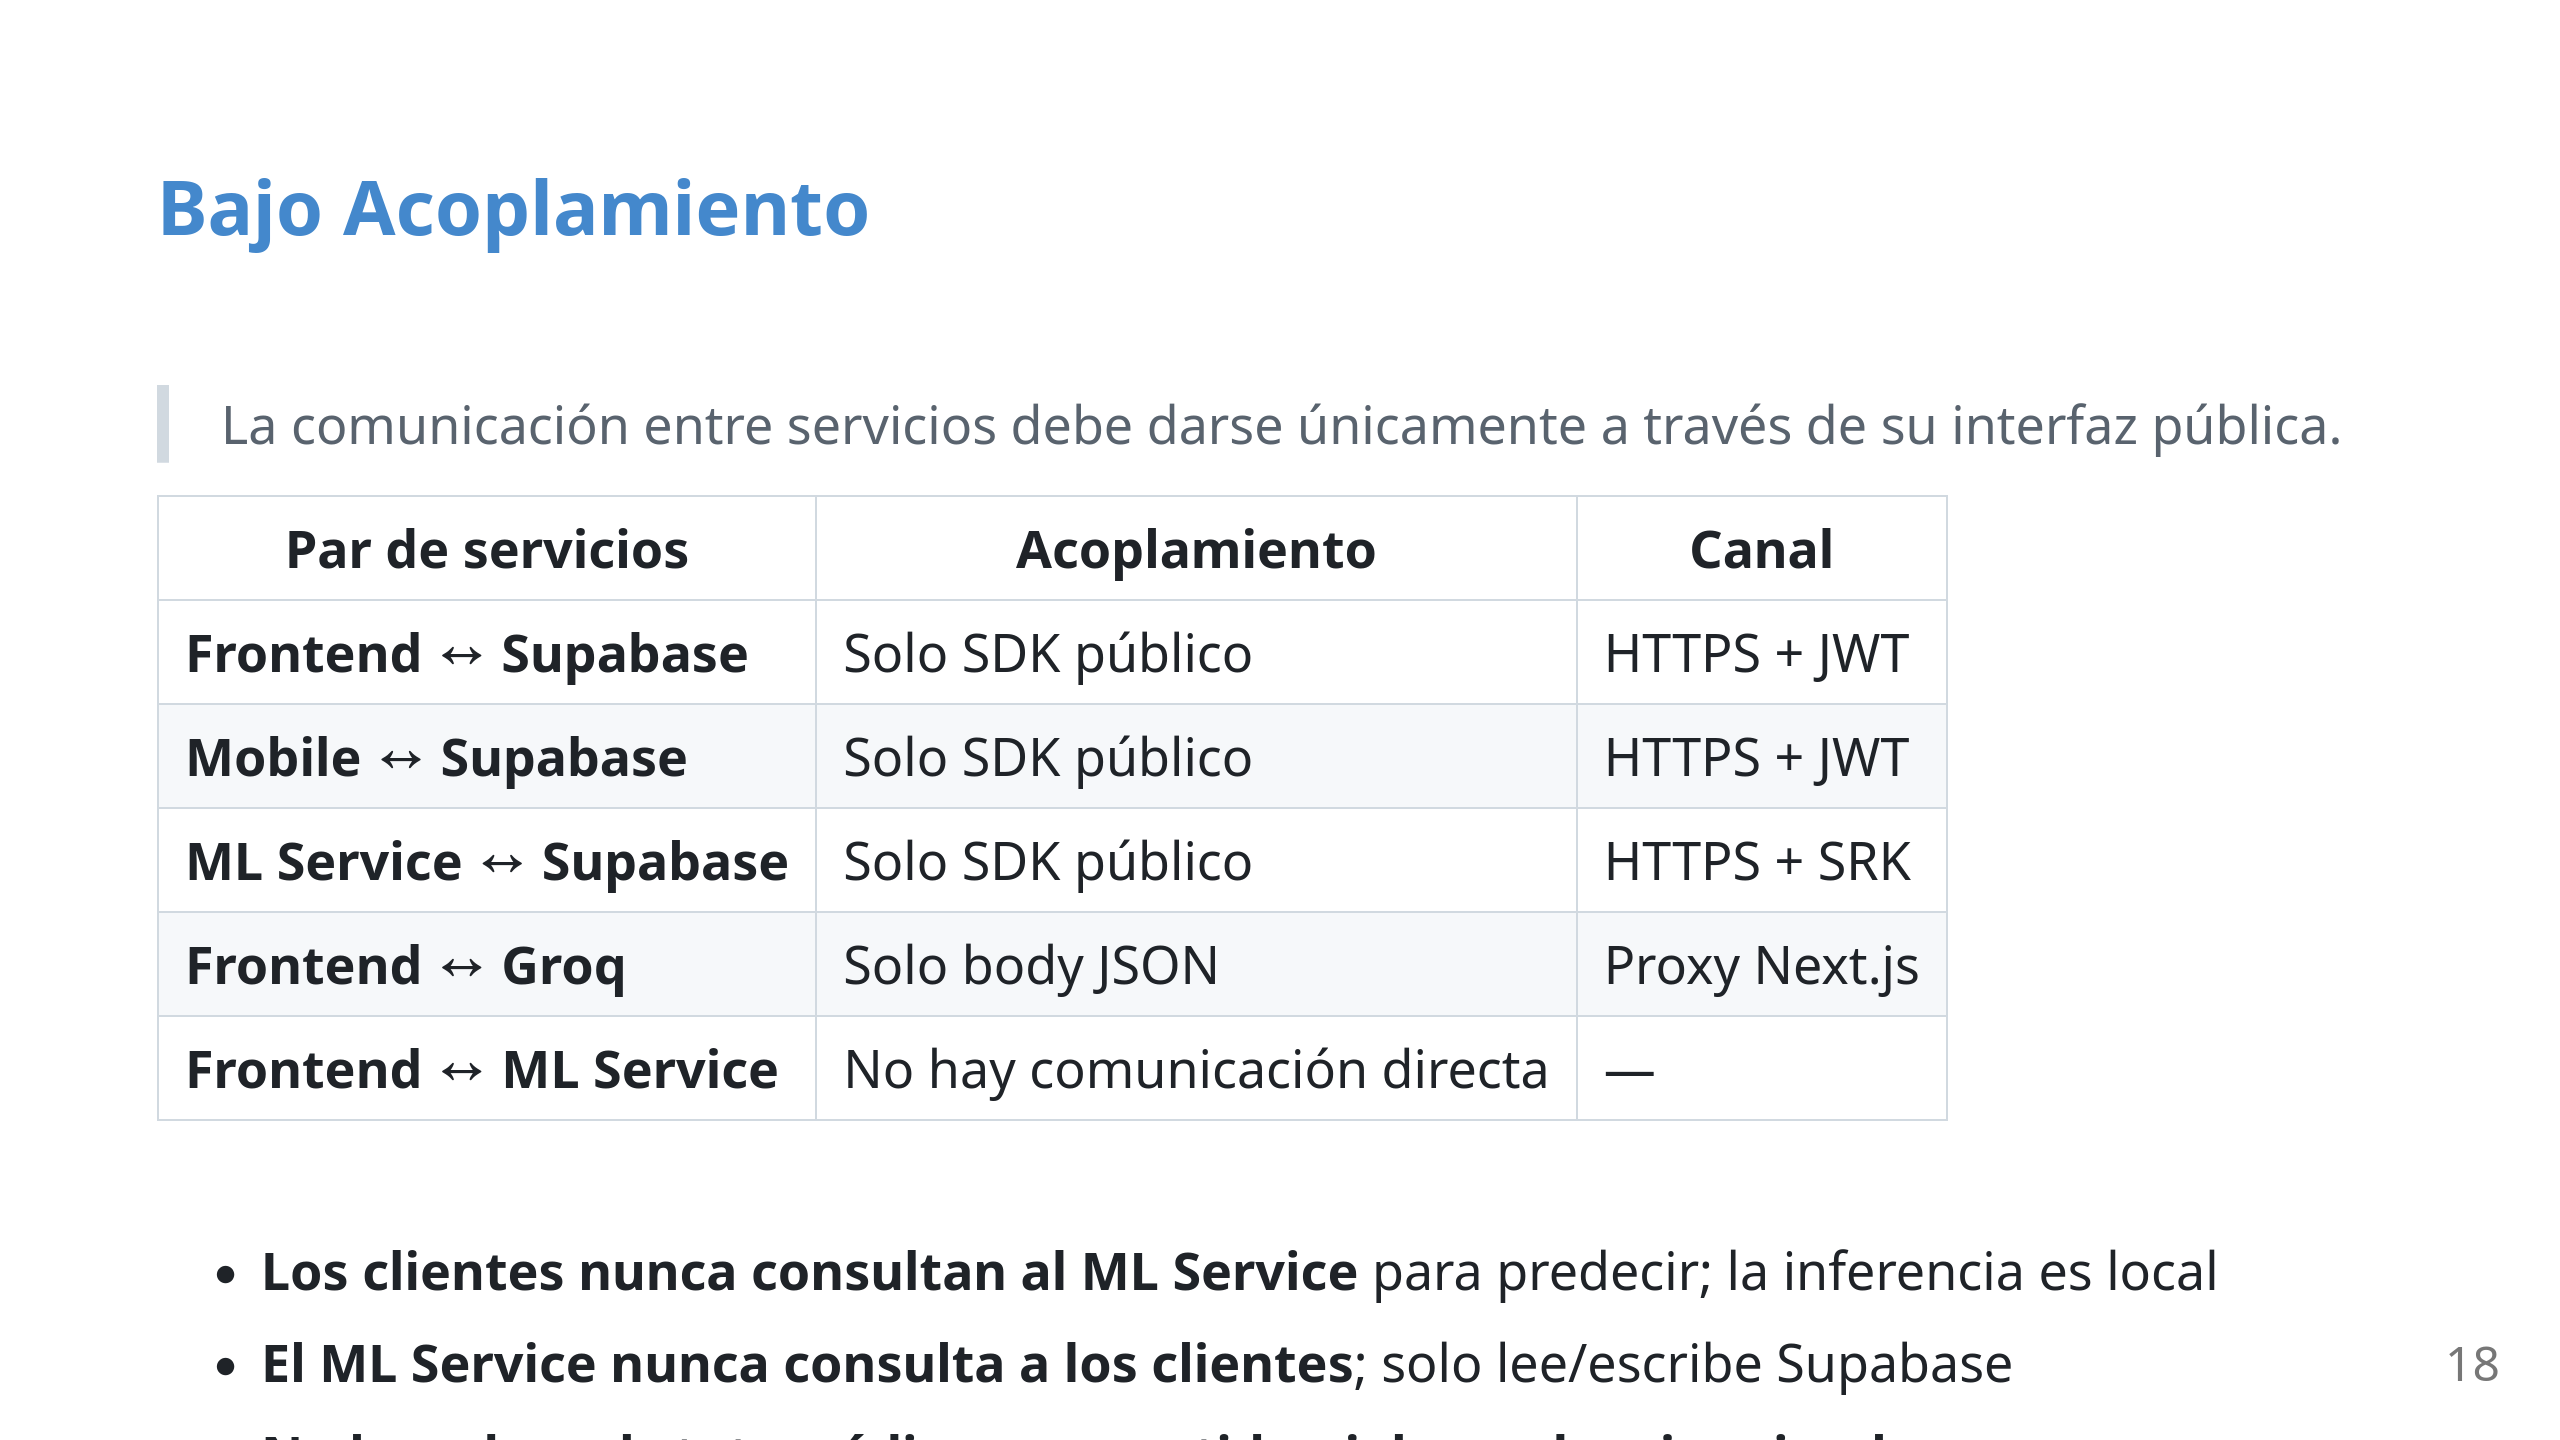 Bajo Acoplamiento
La comunicación entre servicios debe darse únicamente a través de su interfaz pública.
Par de servicios Acoplamiento Canal
Frontend ↔ Supabase Solo SDK público HTTPS + JWT
Mobile ↔ Supabase Solo SDK público HTTPS + JWT
ML Service ↔ Supabase Solo SDK público HTTPS + SRK
Frontend ↔ Groq Solo body JSON Proxy Next.js
Frontend ↔ ML Service No hay comunicación directa —
• Los clientes nunca consultan al ML Service para predecir; la inferencia es local
• El ML Service nunca consulta a los clientes; solo lee/escribe Supabase
18